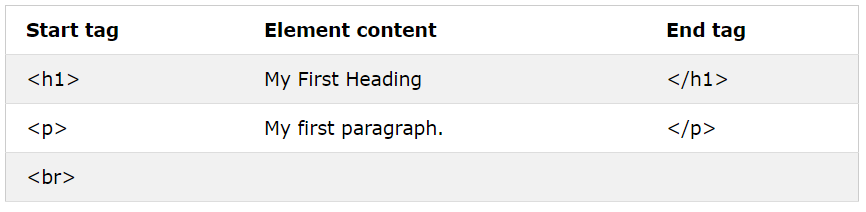 Start tag Element content End tag
<h1> My First Heading </h1>
<p> My first paragraph. </p>
<br>